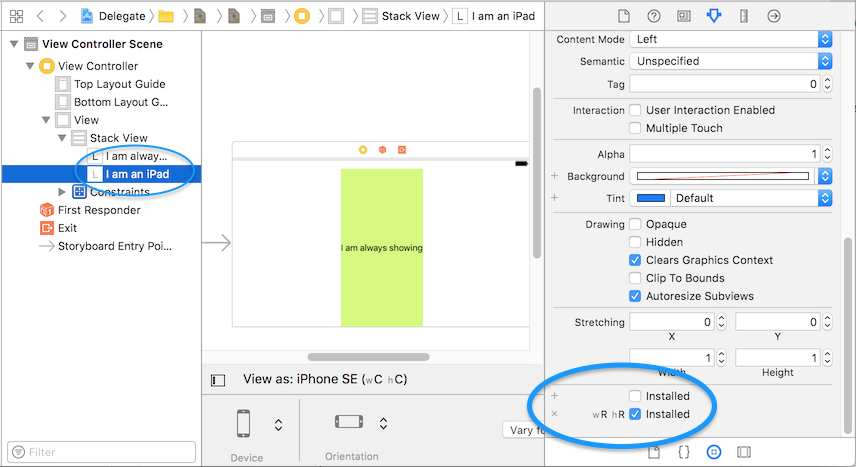 Delegate
Stack View
L I am an iPad
View Controller Scene
View Controller
Top Layout Guide
Bottom Layout G...
View
Stack View
L I am alway...
L I am an iPad
Constraints
First Responder
Exit
Storyboard Entry Poi...
Filter
I am always showing
View as: iPhone SE (wC hC)
Device
Orientation
Vary fo
Content Mode Left
Semantic Unspecified
Tag 0
Interaction User Interaction Enabled
Multiple Touch
Alpha 1
+ Background
+ Tint Default
Drawing Opaque
Hidden
Clears Graphics Context
Clip To Bounds
Autoresize Subviews
Stretching 0 0
X Y
1 1
Width Height
+ Installed
× wR hR Installed